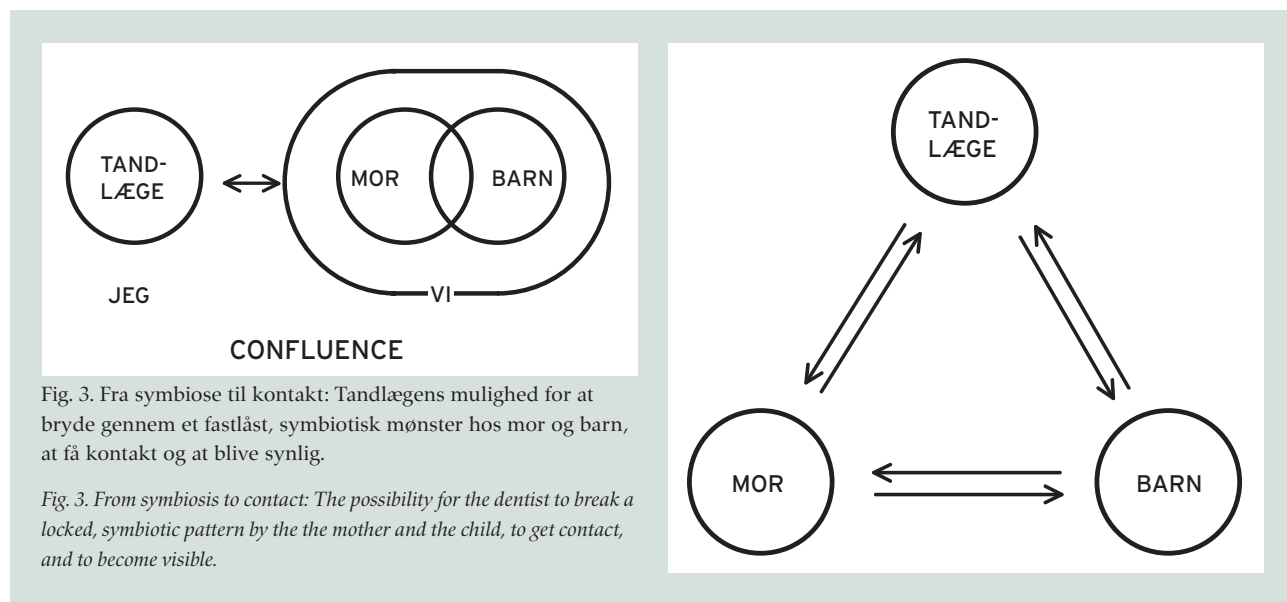 TAND-
LÆGE
MOR
BARN
JEG
VI
CONFLUENCE
Fig. 3. Fra symbiose til kontakt: Tandlægens mulighed for at
bryde gennem et fastlåst, symbiotisk mønster hos mor og barn,
at få kontakt og at blive synlig.
Fig. 3. From symbiosis to contact: The possibility for the dentist to break a
locked, symbiotic pattern by the the mother and the child, to get contact,
and to become visible.
TAND-
LÆGE
MOR
BARN